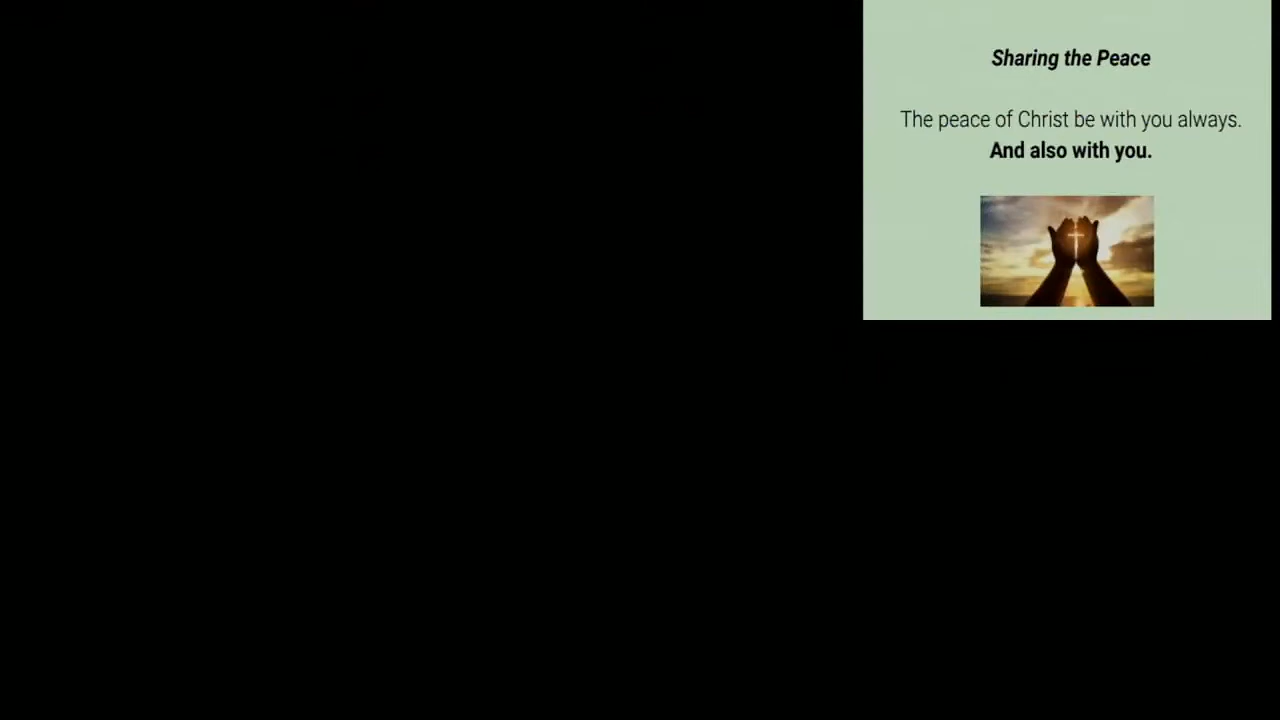 Sharing the Peace
The peace of Christ be with you always.
And also with you.